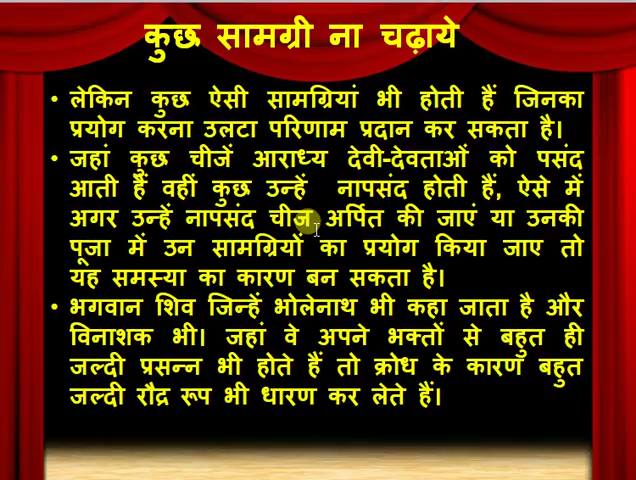 कुछ सामग्री ना चढ़ाये
• लेकिन कुछ ऐसी सामग्रियां भी होती हैं जिनका
प्रयोग करना उलटा परिणाम प्रदान कर सकता है।
• जहां कुछ चीजें आराध्य देवी-देवताओं को पसंद
आती हैं वहीं कुछ उन्हें नापसंद होती हैं, ऐसे में
अगर उन्हें नापसंद चीज अर्पित की जाएं या उनकी
पूजा में उन सामग्रियों का प्रयोग किया जाए तो
यह समस्या का कारण बन सकता है।
• भगवान शिव जिन्हें भोलेनाथ भी कहा जाता है और
विनाशक भी। जहां वे अपने भक्तों से बहुत ही
जल्दी प्रसन्न भी होते हैं तो क्रोध के कारण बहुत
जल्दी रौद्र रूप भी धारण कर लेते हैं।